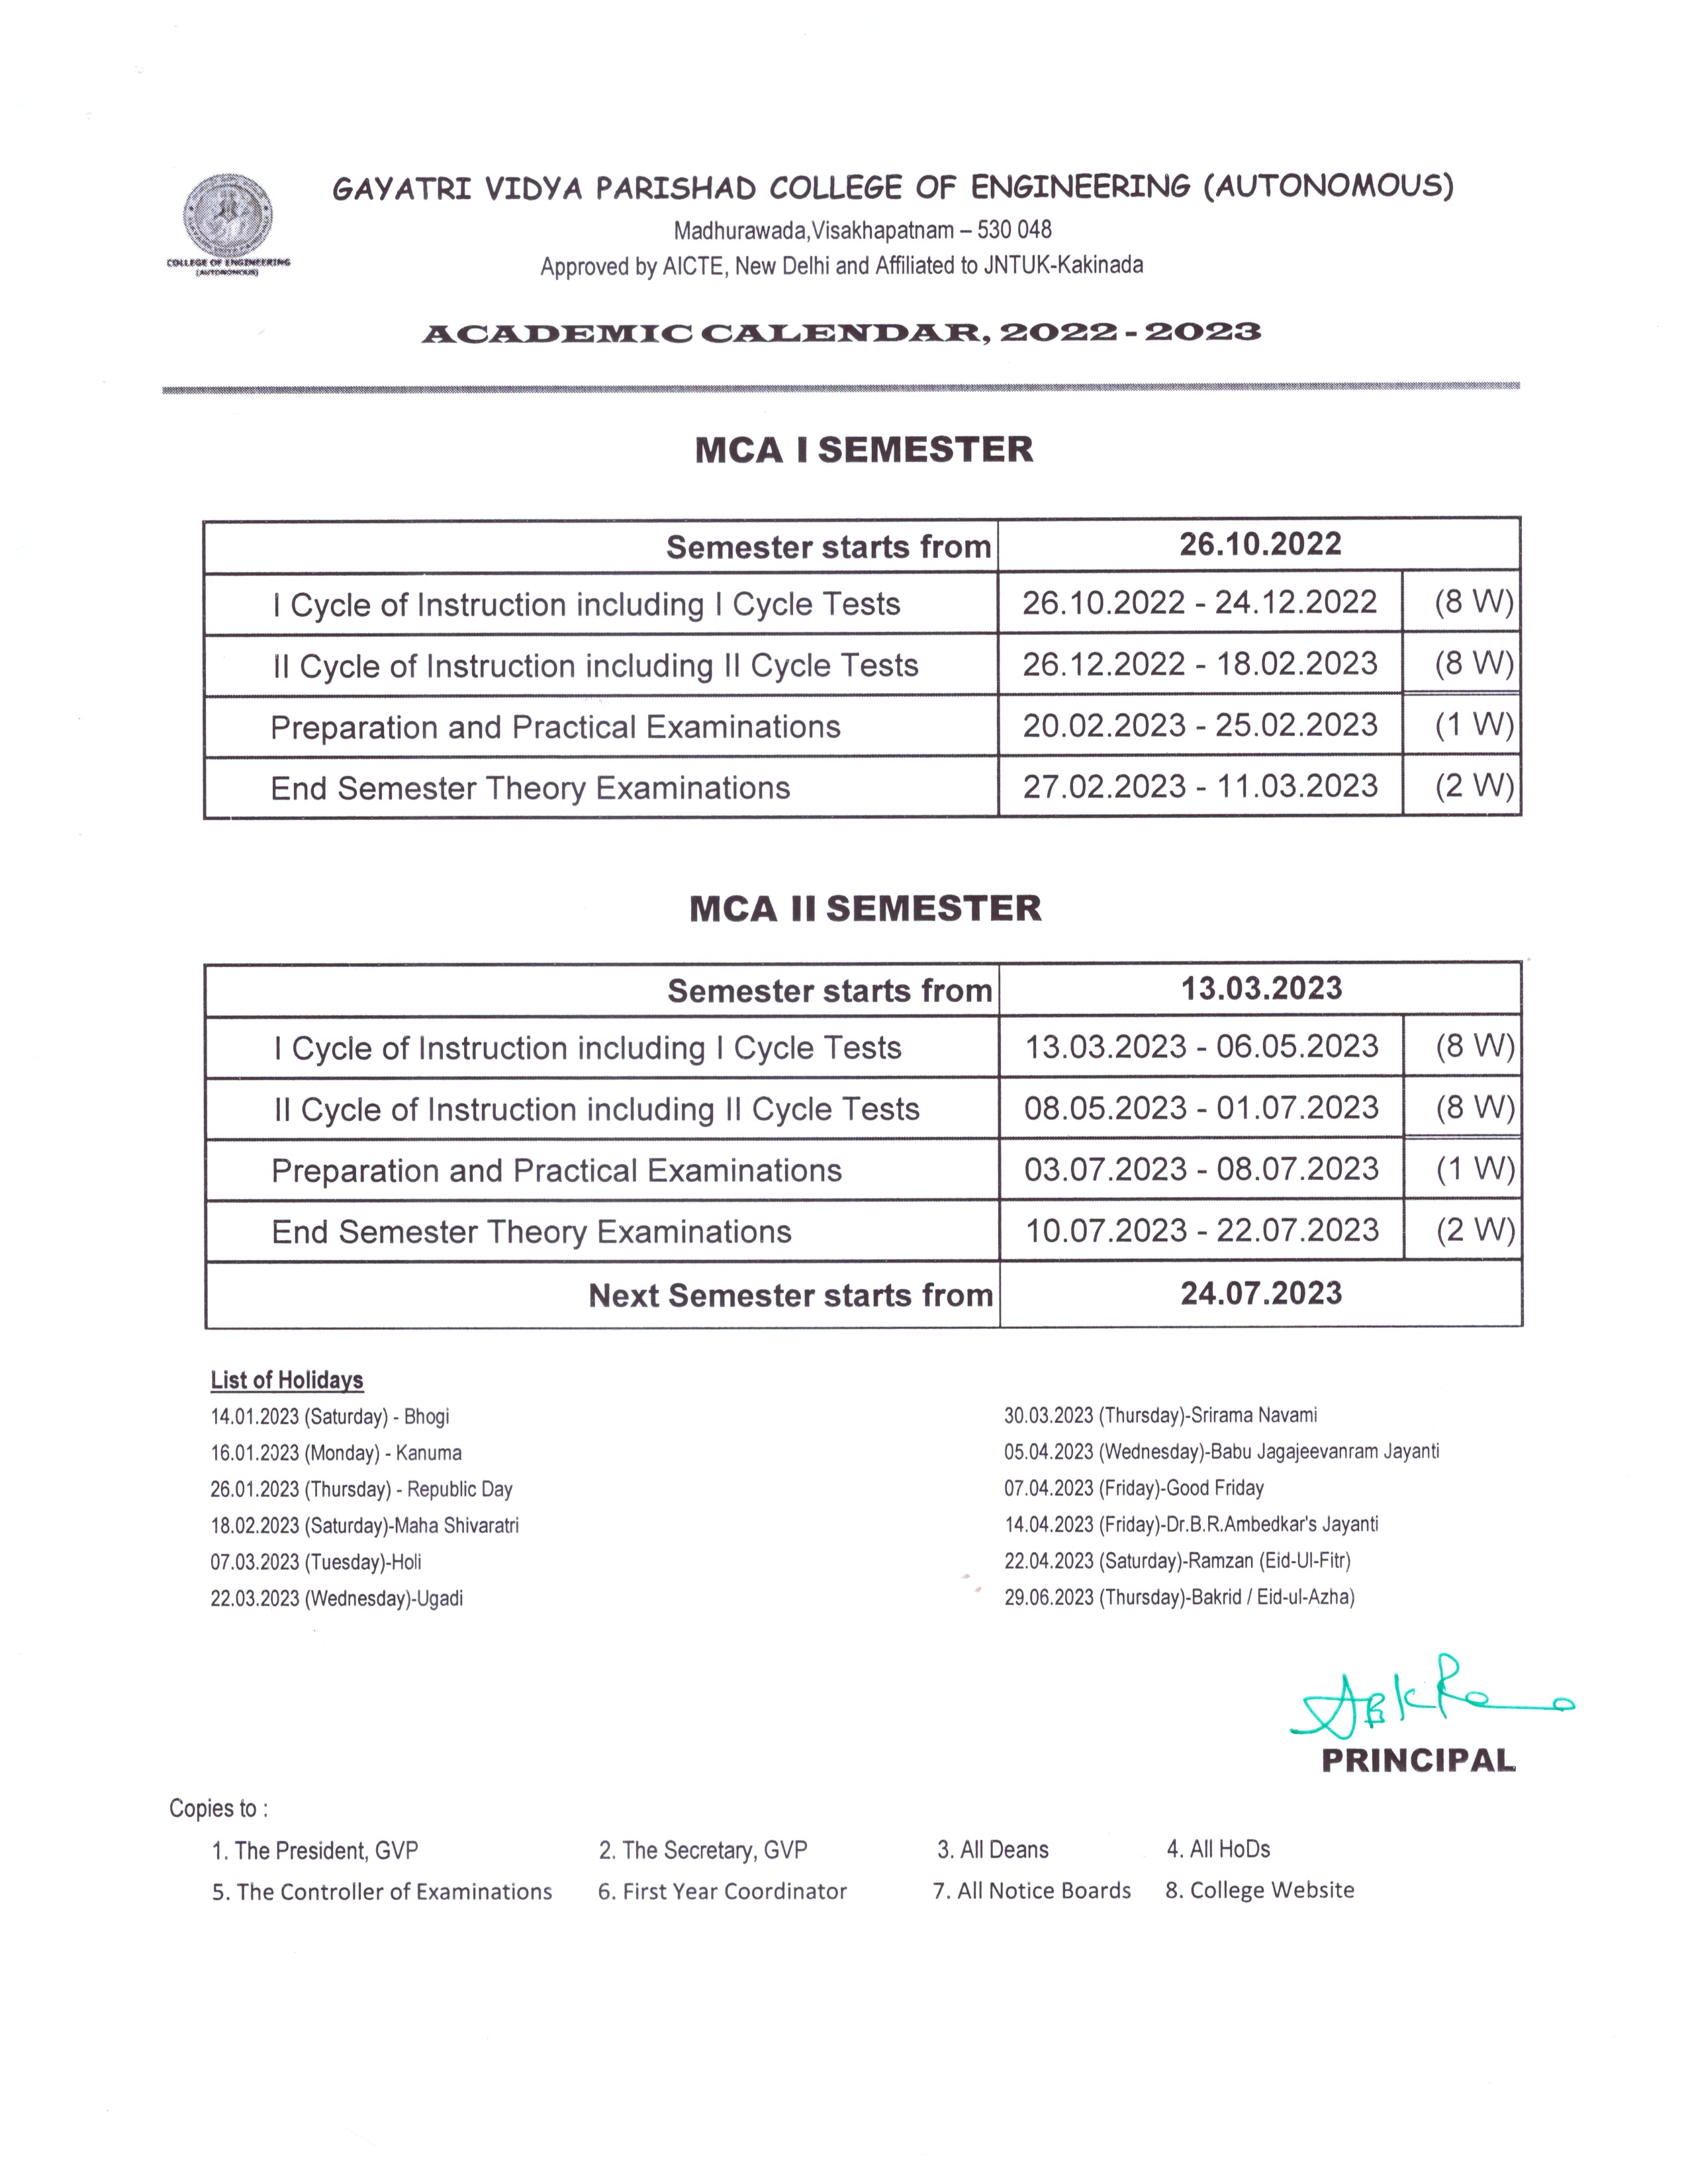 GAYATRI VIDYA PARISHAD COLLEGE OF ENGINEERING (AUTONOMOUS)
Madhurawada,Visakhapatnam – 530 048
Approved by AICTE, New Delhi and Affiliated to JNTUK-Kakinada
COLLEGE OF ENGINEERING
(AUTONOMOUS)
ACADEMIC CALENDAR, 2022 - 2023
MCA I SEMESTER
Semester starts from 26.10.2022
I Cycle of Instruction including I Cycle Tests 26.10.2022 - 24.12.2022 (8 W)
II Cycle of Instruction including II Cycle Tests 26.12.2022 - 18.02.2023 (8 W)
Preparation and Practical Examinations 20.02.2023 - 25.02.2023 (1 W)
End Semester Theory Examinations 27.02.2023 - 11.03.2023 (2 W)
MCA II SEMESTER
Semester starts from 13.03.2023
I Cycle of Instruction including I Cycle Tests 13.03.2023 - 06.05.2023 (8 W)
II Cycle of Instruction including II Cycle Tests 08.05.2023 - 01.07.2023 (8 W)
Preparation and Practical Examinations 03.07.2023 - 08.07.2023 (1 W)
End Semester Theory Examinations 10.07.2023 - 22.07.2023 (2 W)
Next Semester starts from 24.07.2023
List of Holidays
14.01.2023 (Saturday) - Bhogi
16.01.2023 (Monday) - Kanuma
26.01.2023 (Thursday) - Republic Day
18.02.2023 (Saturday)-Maha Shivaratri
07.03.2023 (Tuesday)-Holi
22.03.2023 (Wednesday)-Ugadi
30.03.2023 (Thursday)-Srirama Navami
05.04.2023 (Wednesday)-Babu Jagajeevanram Jayanti
07.04.2023 (Friday)-Good Friday
14.04.2023 (Friday)-Dr.B.R.Ambedkar's Jayanti
22.04.2023 (Saturday)-Ramzan (Eid-Ul-Fitr)
29.06.2023 (Thursday)-Bakrid / Eid-ul-Azha)
PRINCIPAL
Copies to :
1. The President, GVP 2. The Secretary, GVP 3. All Deans 4. All HoDs
5. The Controller of Examinations 6. First Year Coordinator 7. All Notice Boards 8. College Website